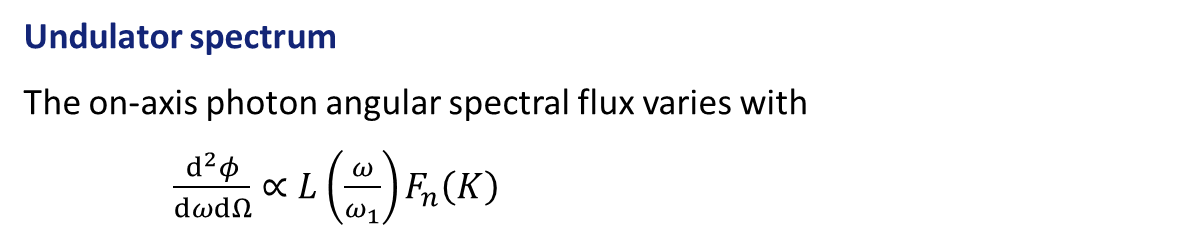 Undulator spectrum
The on-axis photon angular spectral flux varies with
d²𝜙/d𝜔dΩ ∝ 𝐿(𝜔/𝜔₁)𝐹ₙ(𝐾)